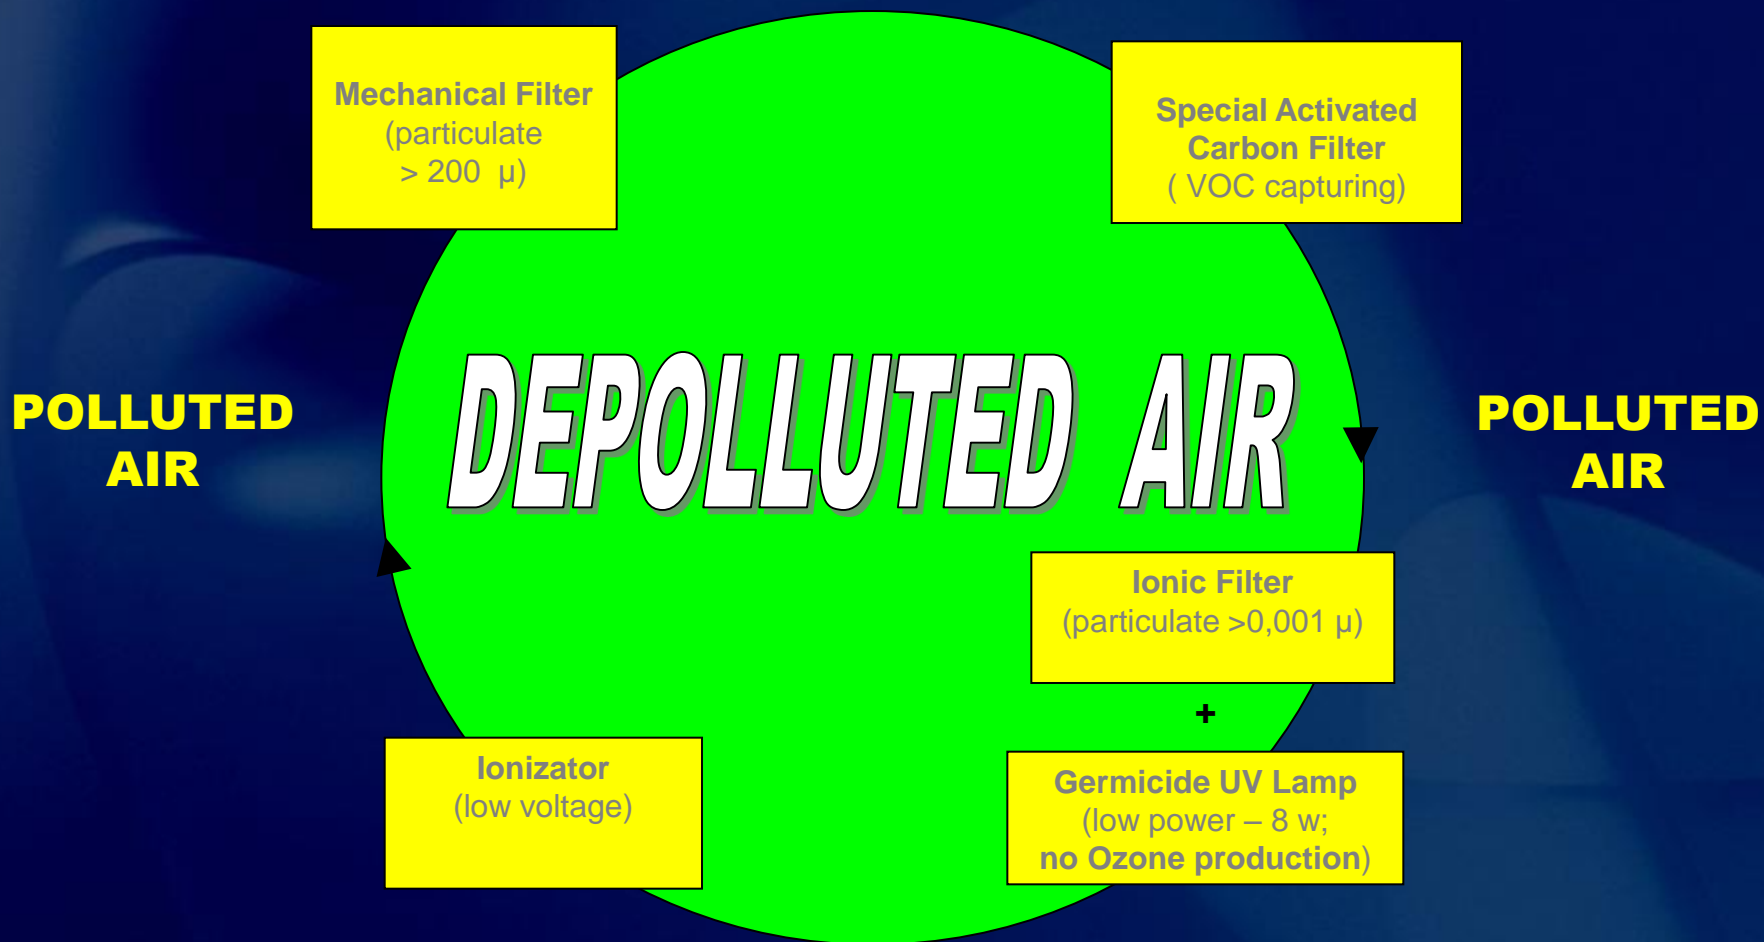 Mechanical Filter
(particulate
> 200 µ)
Special Activated
Carbon Filter
( VOC capturing)
POLLUTED
AIR
DEPOLLUTED AIR
POLLUTED
AIR
Ionic Filter
(particulate >0,001 µ)
+
Ionizator
(low voltage)
Germicide UV Lamp
(low power – 8 w;
no Ozone production)